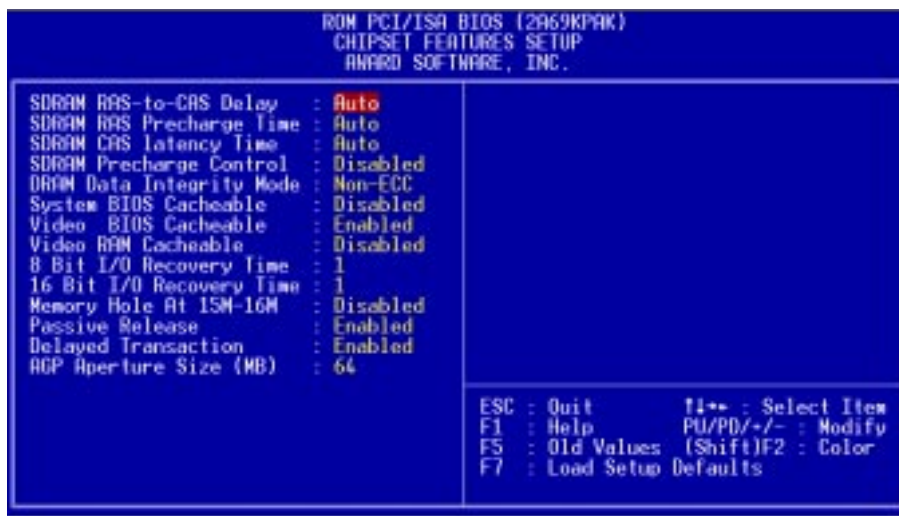 ROM PCI/ISA BIOS (2A69KPAK)
CHIPSET FEATURES SETUP
AWARD SOFTWARE, INC.
SDRAM RAS-to-CAS Delay : Auto
SDRAM RAS Precharge Time : Auto
SDRAM CAS latency Time : Auto
SDRAM Precharge Control : Disabled
DRAM Data Integrity Mode : Non-ECC
System BIOS Cacheable : Disabled
Video BIOS Cacheable : Enabled
Video RAM Cacheable : Disabled
8 Bit I/O Recovery Time : 1
16 Bit I/O Recovery Time : 1
Memory Hole At 15M-16M : Disabled
Passive Release : Enabled
Delayed Transaction : Enabled
AGP Aperture Size (MB) : 64
ESC : Quit ↑↓→← : Select Item
F1 : Help PU/PD/+/- : Modify
F5 : Old Values (Shift)F2 : Color
F7 : Load Setup Defaults